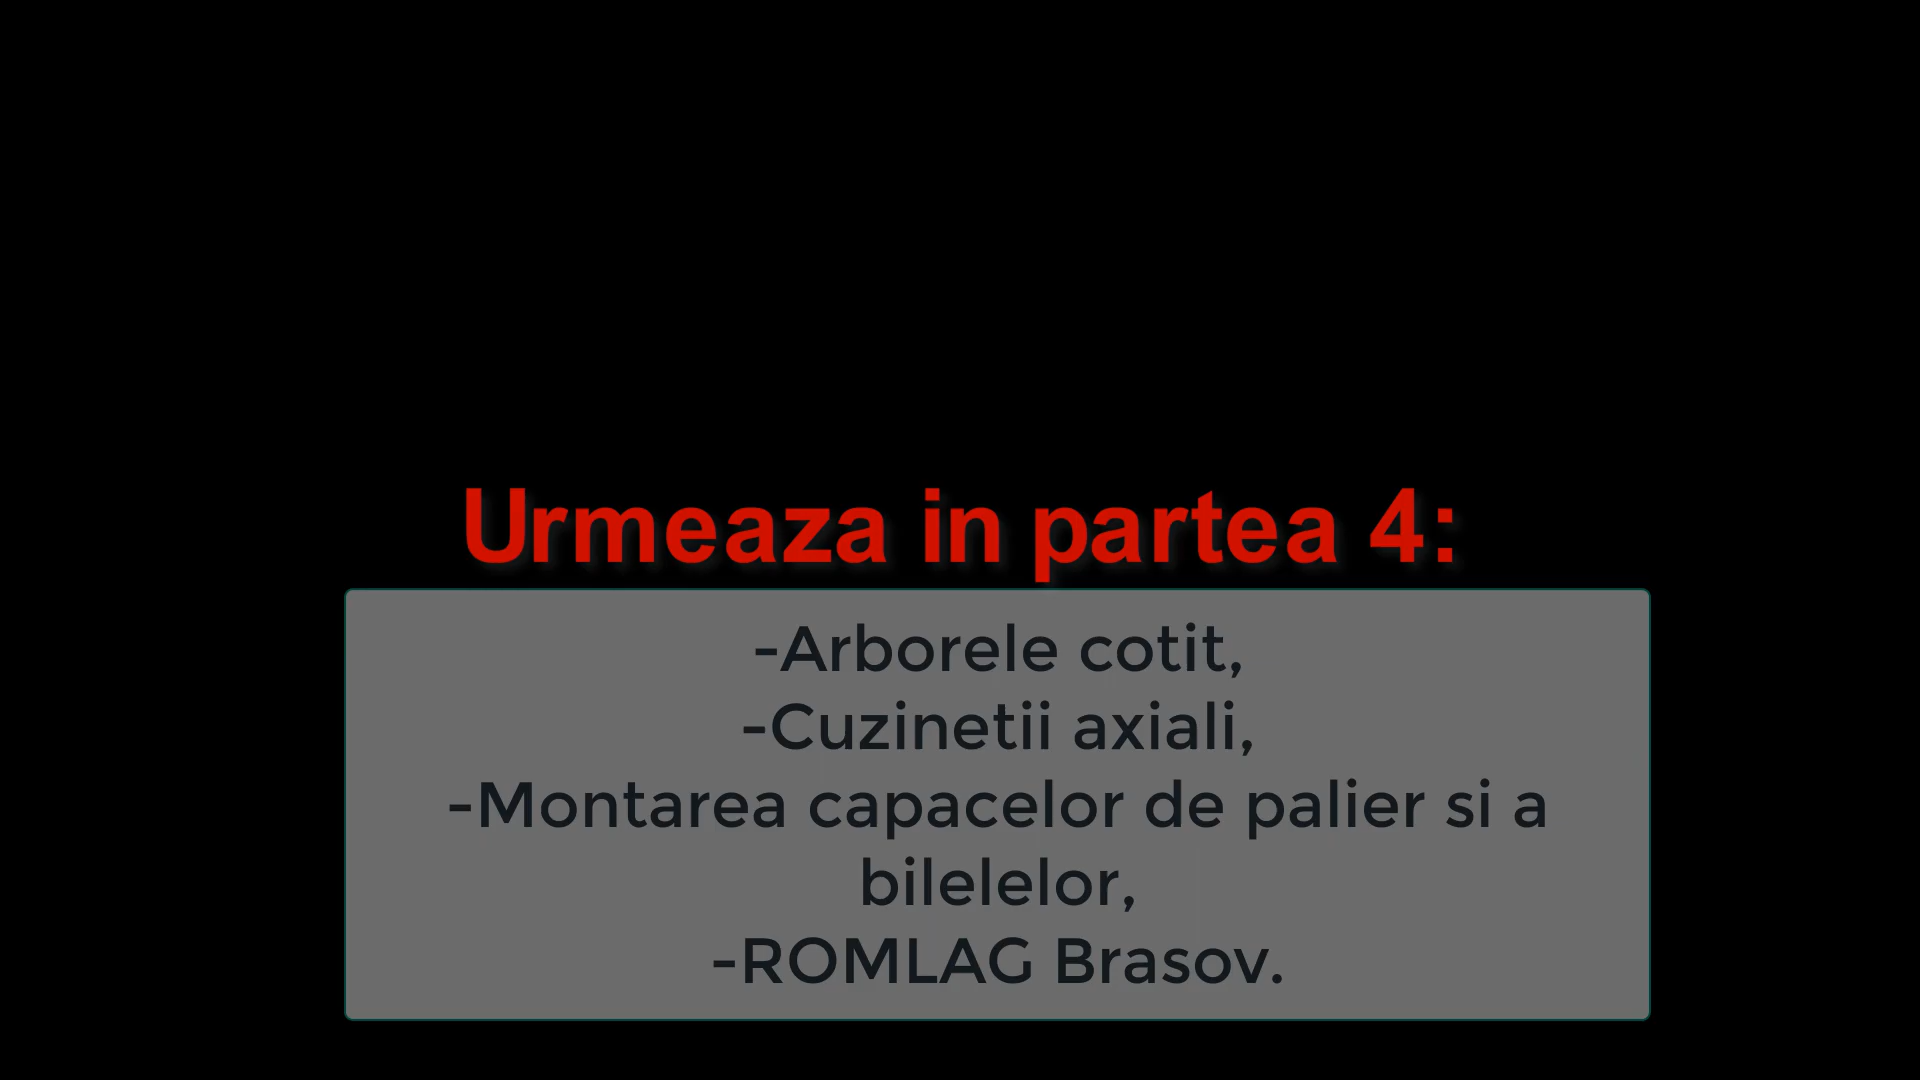 Urmeaza in partea 4:
-Arborele cotit,
-Cuzinetii axiali,
-Montarea capacelor de palier si a
bilelelor,
-ROMLAG Brasov.